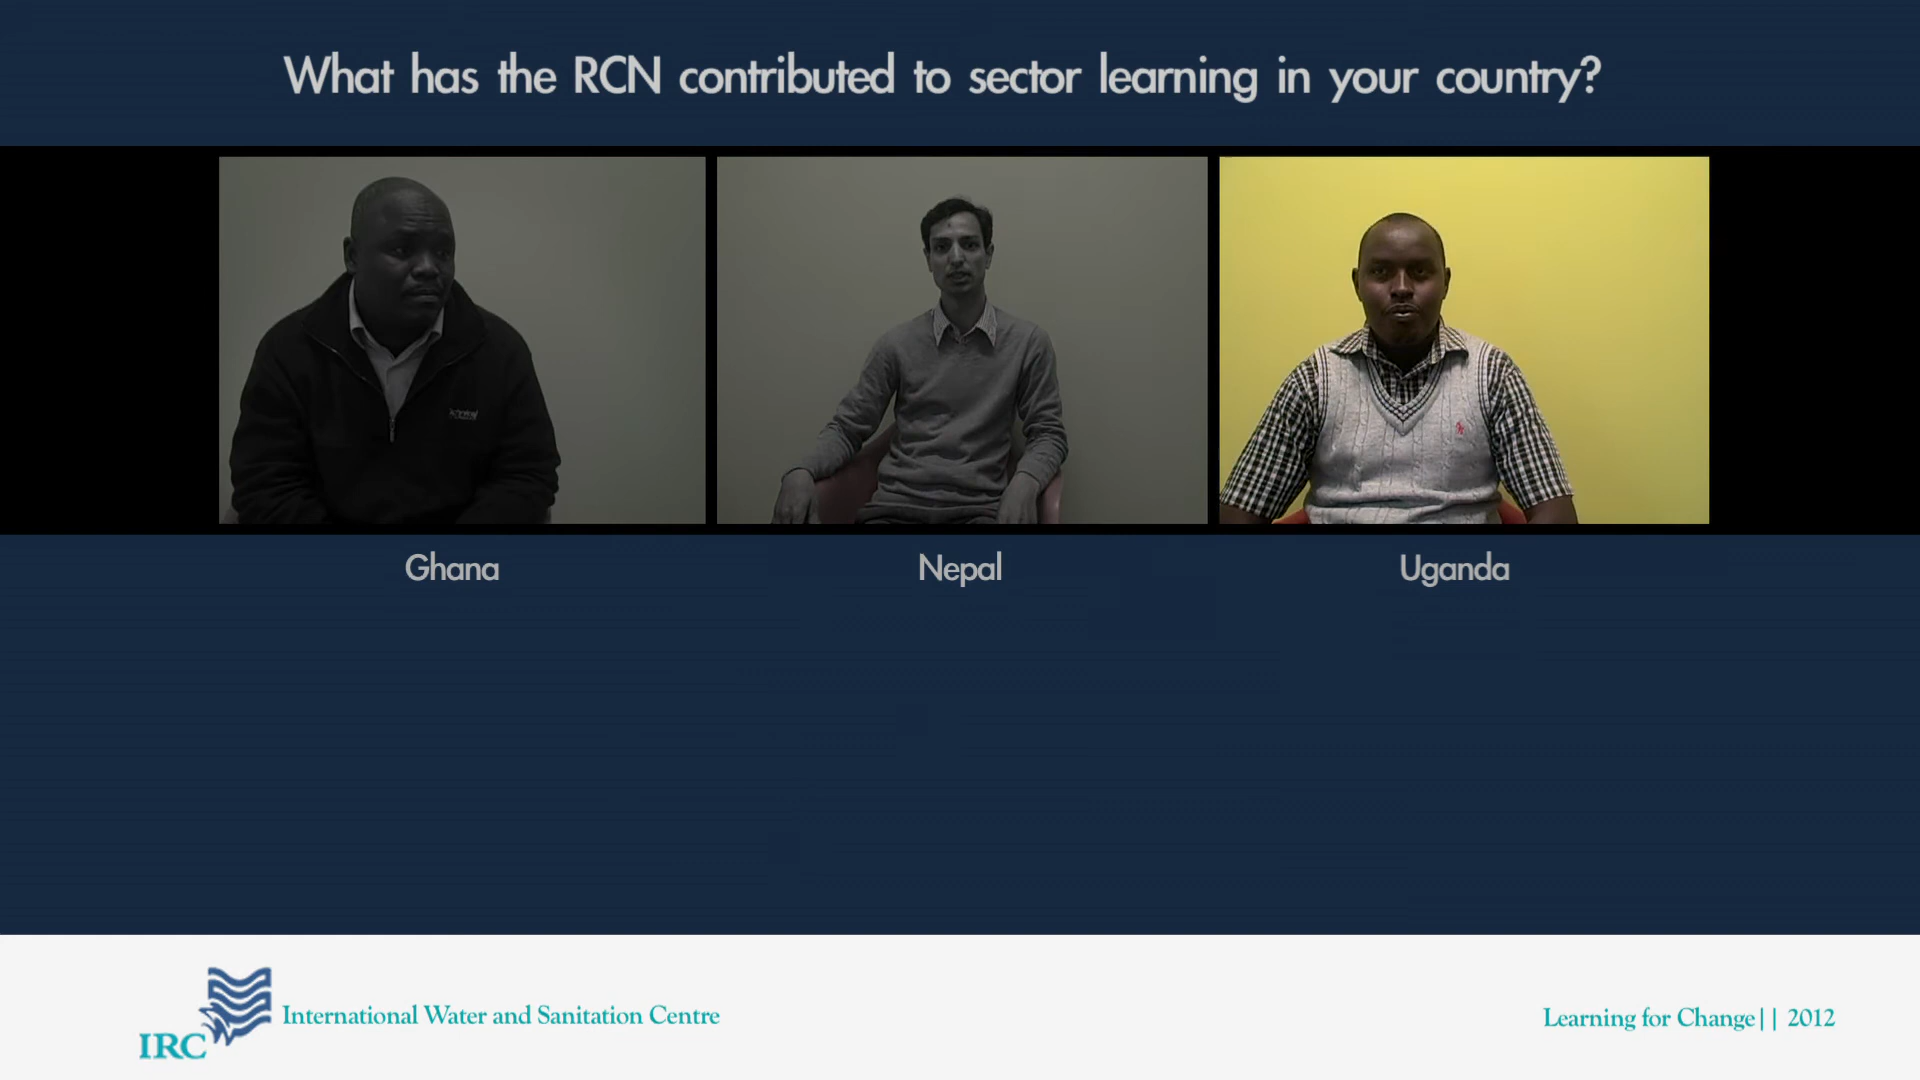 What has the RCN contributed to sector learning in your country?
Ghana
Nepal
Uganda
IRC
International Water and Sanitation Centre
Learning for Change|| 2012